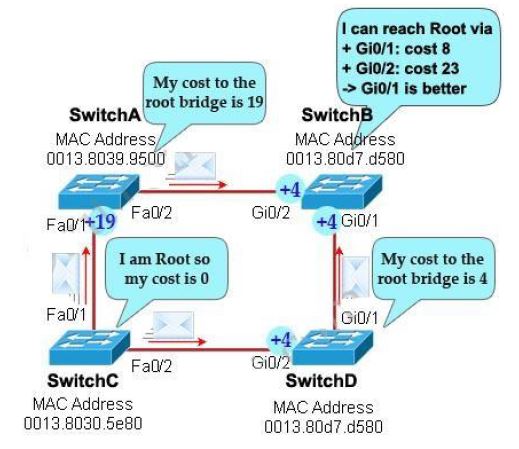 I can reach Root via
+ Gi0/1: cost 8
+ Gi0/2: cost 23
-> Gi0/1 is better
My cost to the
root bridge is 19
SwitchA
SwitchB
MAC Address
0013.8039.9500
MAC Address
0013.80d7.d580
+4
Fa0/1
+19
Fa0/2
Gi0/2
+4
Gi0/1
I am Root so
my cost is 0
My cost to the
root bridge is 4
Fa0/1
Gi0/1
+4
Fa0/2
Gi0/2
SwitchC
SwitchD
MAC Address
0013.8030.5e80
MAC Address
0013.80d7.d580